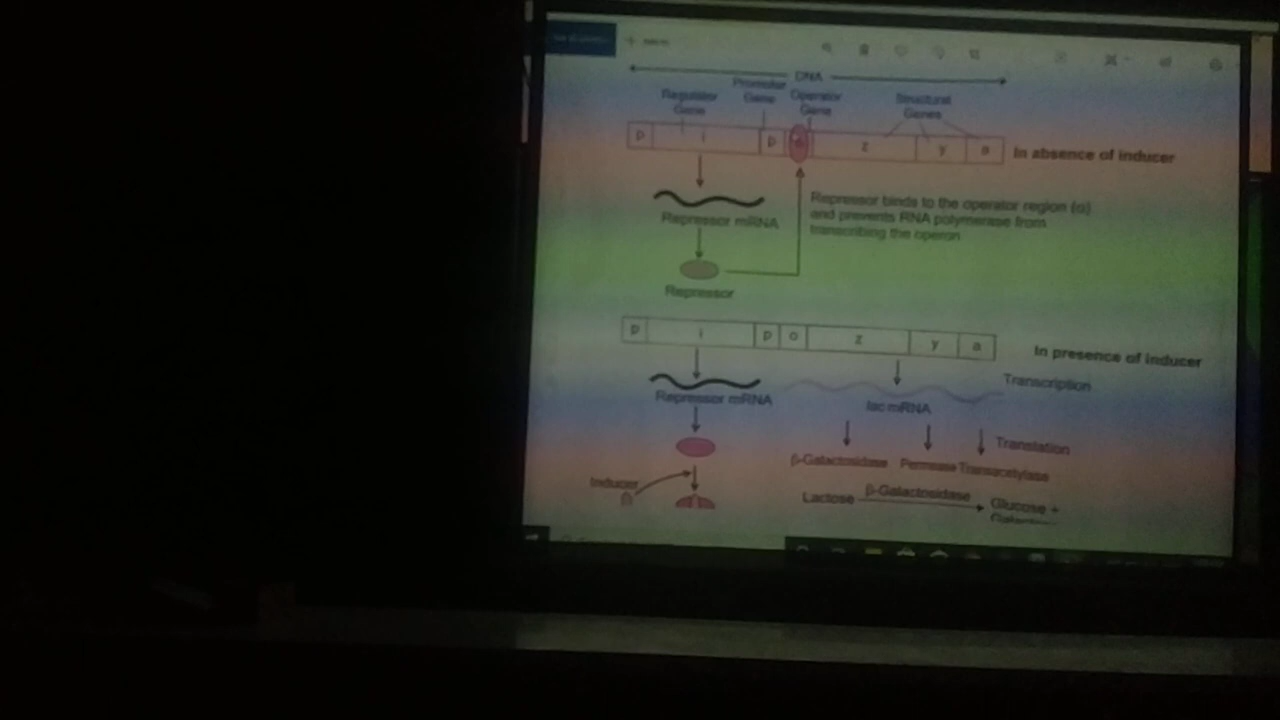 DNA
Regulator Gene
Promoter Gene
Operator Gene
Structural Genes
p i p z y a
In absence of inducer
Repressor mRNA
Repressor binds to the operator region (o)
and prevents RNA polymerase from
transcribing the operon
Repressor
p i p o z y a
In presence of inducer
Transcription
Repressor mRNA
lac mRNA
Translation
β-Galactosidase Permease Transacetylase
Inducer
Lactose β-Galactosidase Glucose +